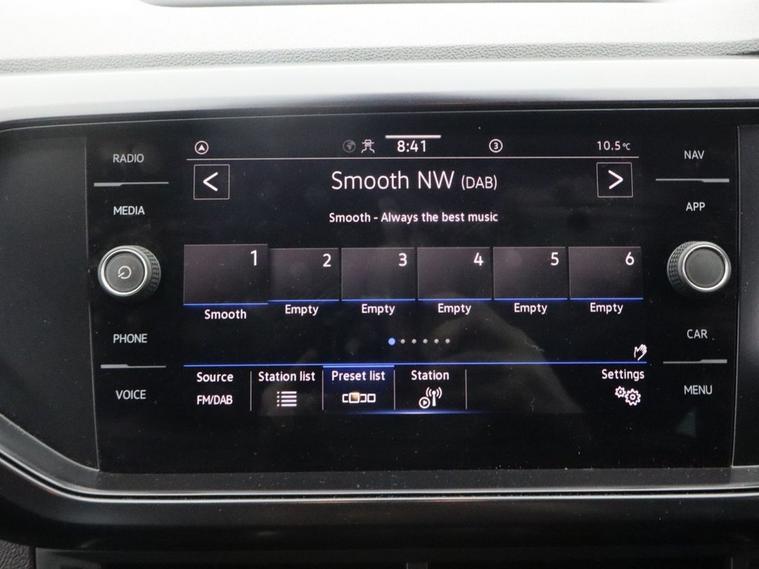 RADIO
MEDIA
PHONE
VOICE
8:41
3
10.5°C
< Smooth NW (DAB) >
Smooth - Always the best music
1 2 3 4 5 6
Smooth Empty Empty Empty Empty Empty
Source Station list Preset list Station Settings
FM/DAB
NAV
APP
CAR
MENU